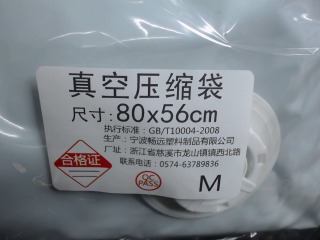 真空压缩袋
尺寸:80x56cm
执行标准:GB/T10004-2008
生产:宁波畅远塑料制品有限公司
厂址:浙江省慈溪市龙山镇镇西北路
联系电话:0574-63789836
合格证
QC
PASS
M